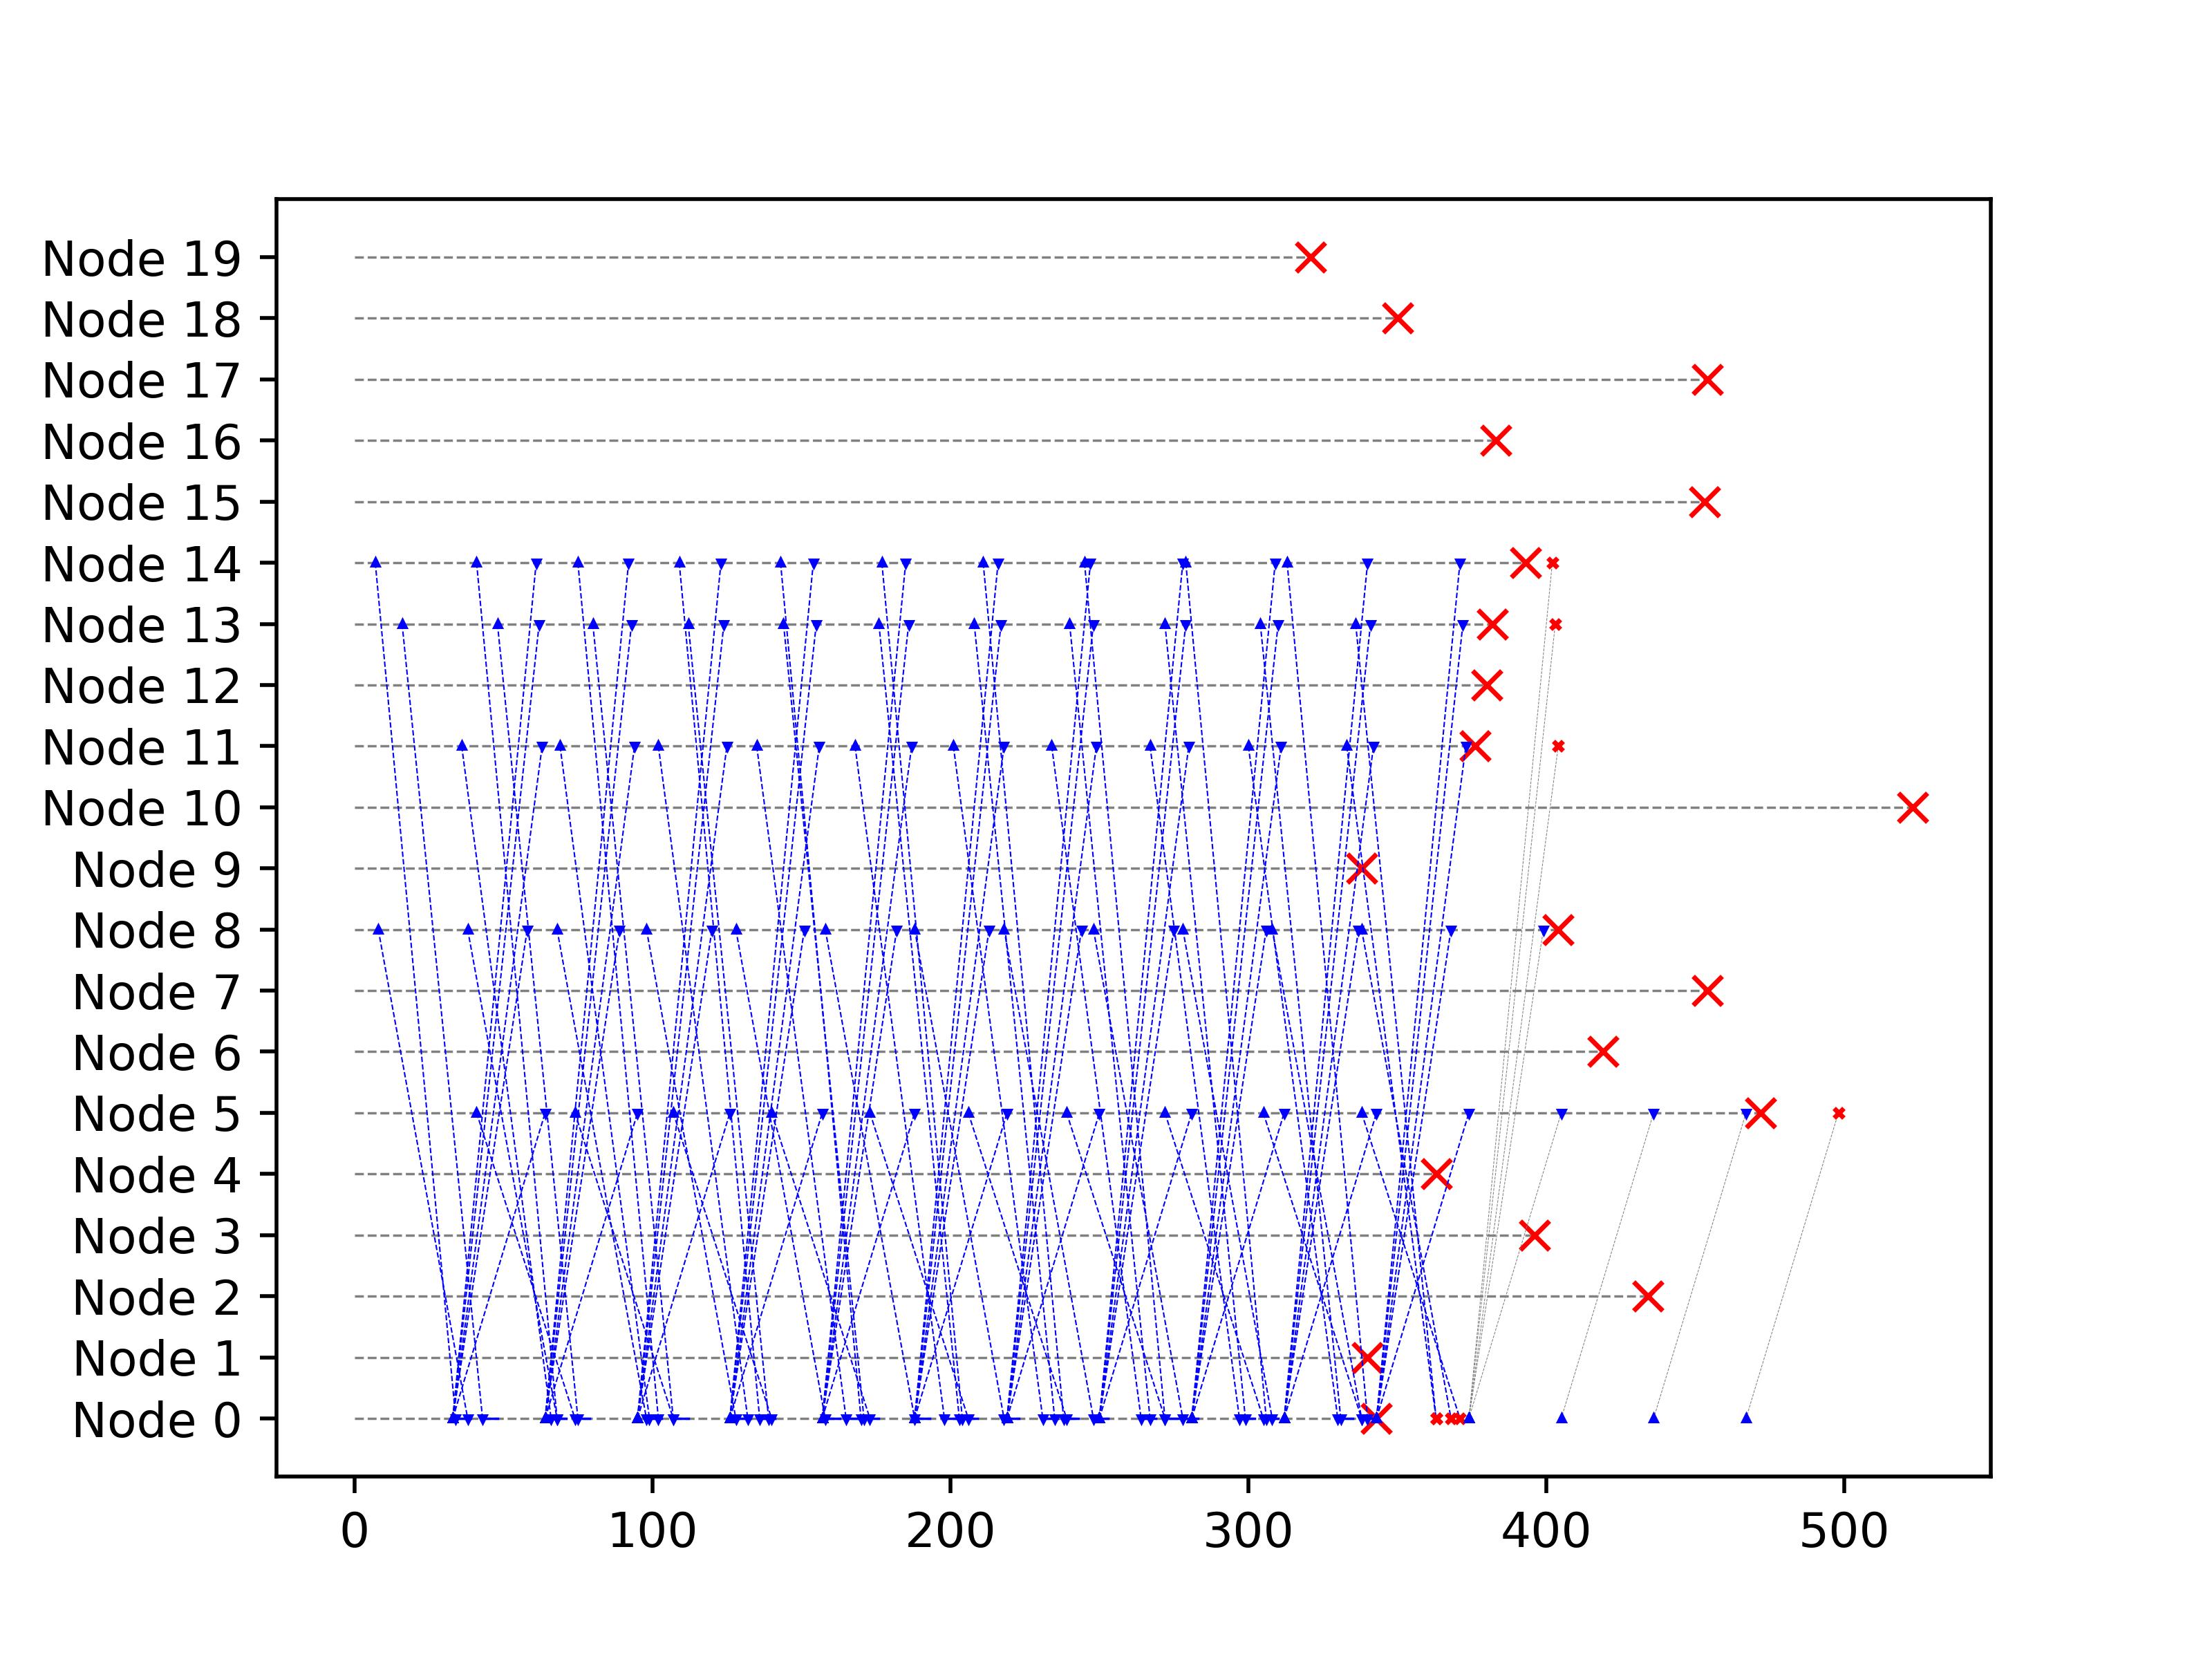 Node 19
Node 18
Node 17
Node 16
Node 15
Node 14
Node 13
Node 12
Node 11
Node 10
Node 9
Node 8
Node 7
Node 6
Node 5
Node 4
Node 3
Node 2
Node 1
Node 0
0 100 200 300 400 500